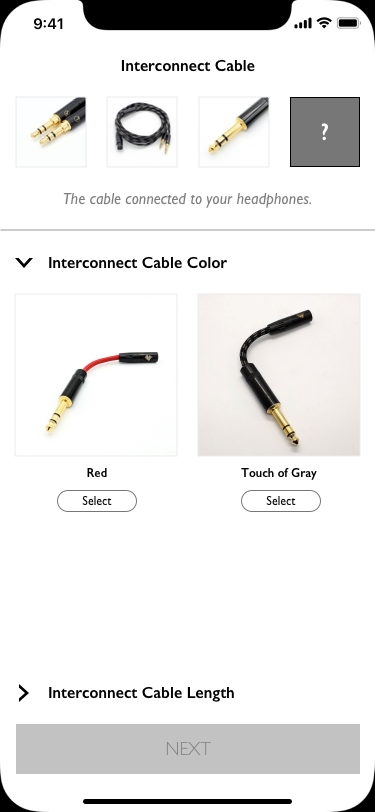 9:41
Interconnect Cable
?
The cable connected to your headphones.
Interconnect Cable Color
Red
Touch of Gray
Select
Select
Interconnect Cable Length
NEXT